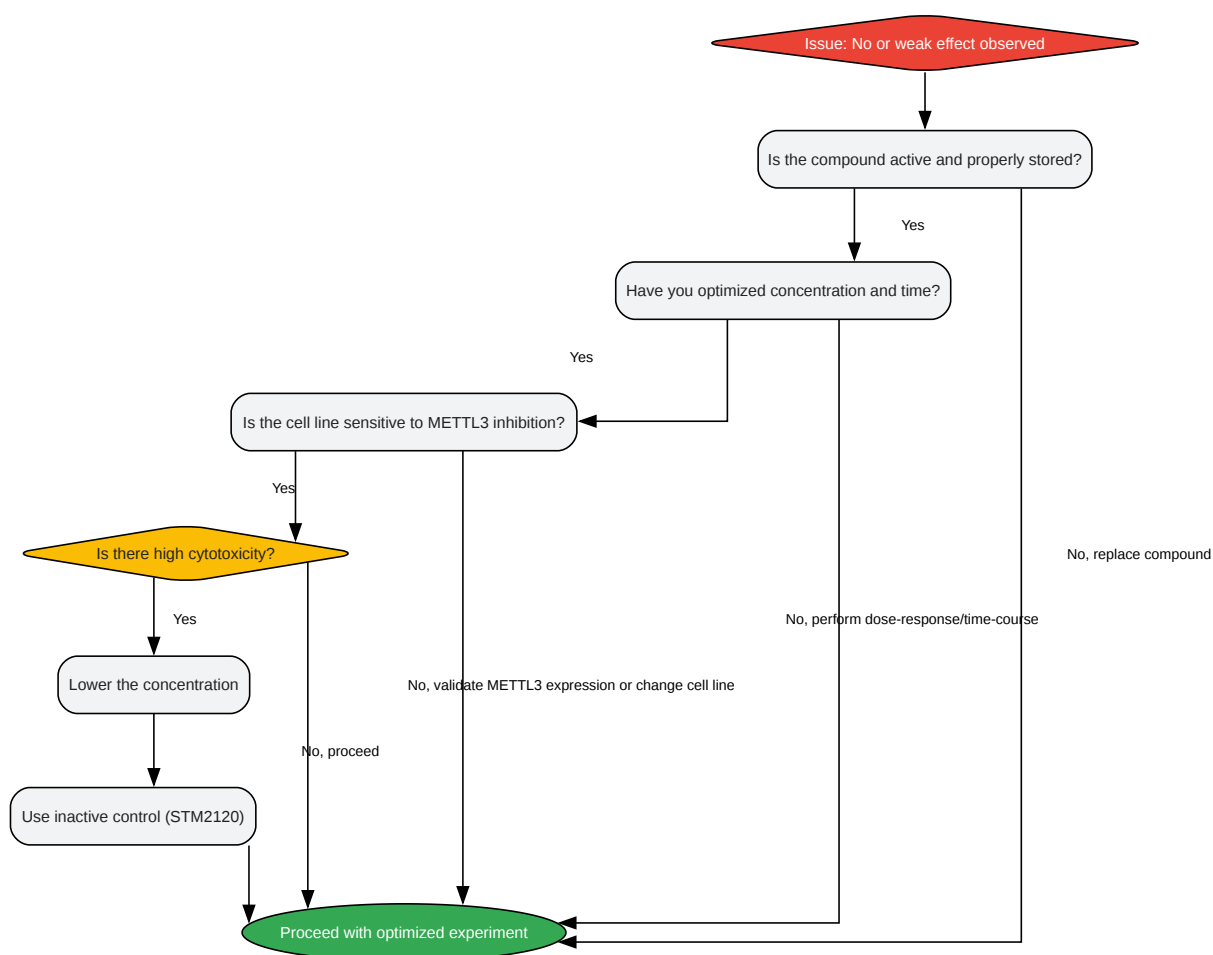 Issue: No or weak effect observed
Is the compound active and properly stored?
Yes
Have you optimized concentration and time?
Yes
Is the cell line sensitive to METTL3 inhibition?
Yes
Is there high cytotoxicity?
No, replace compound
Yes
No, perform dose-response/time-course
Lower the concentration
No, validate METTL3 expression or change cell line
No, proceed
Use inactive control (STM2120)
Proceed with optimized experiment